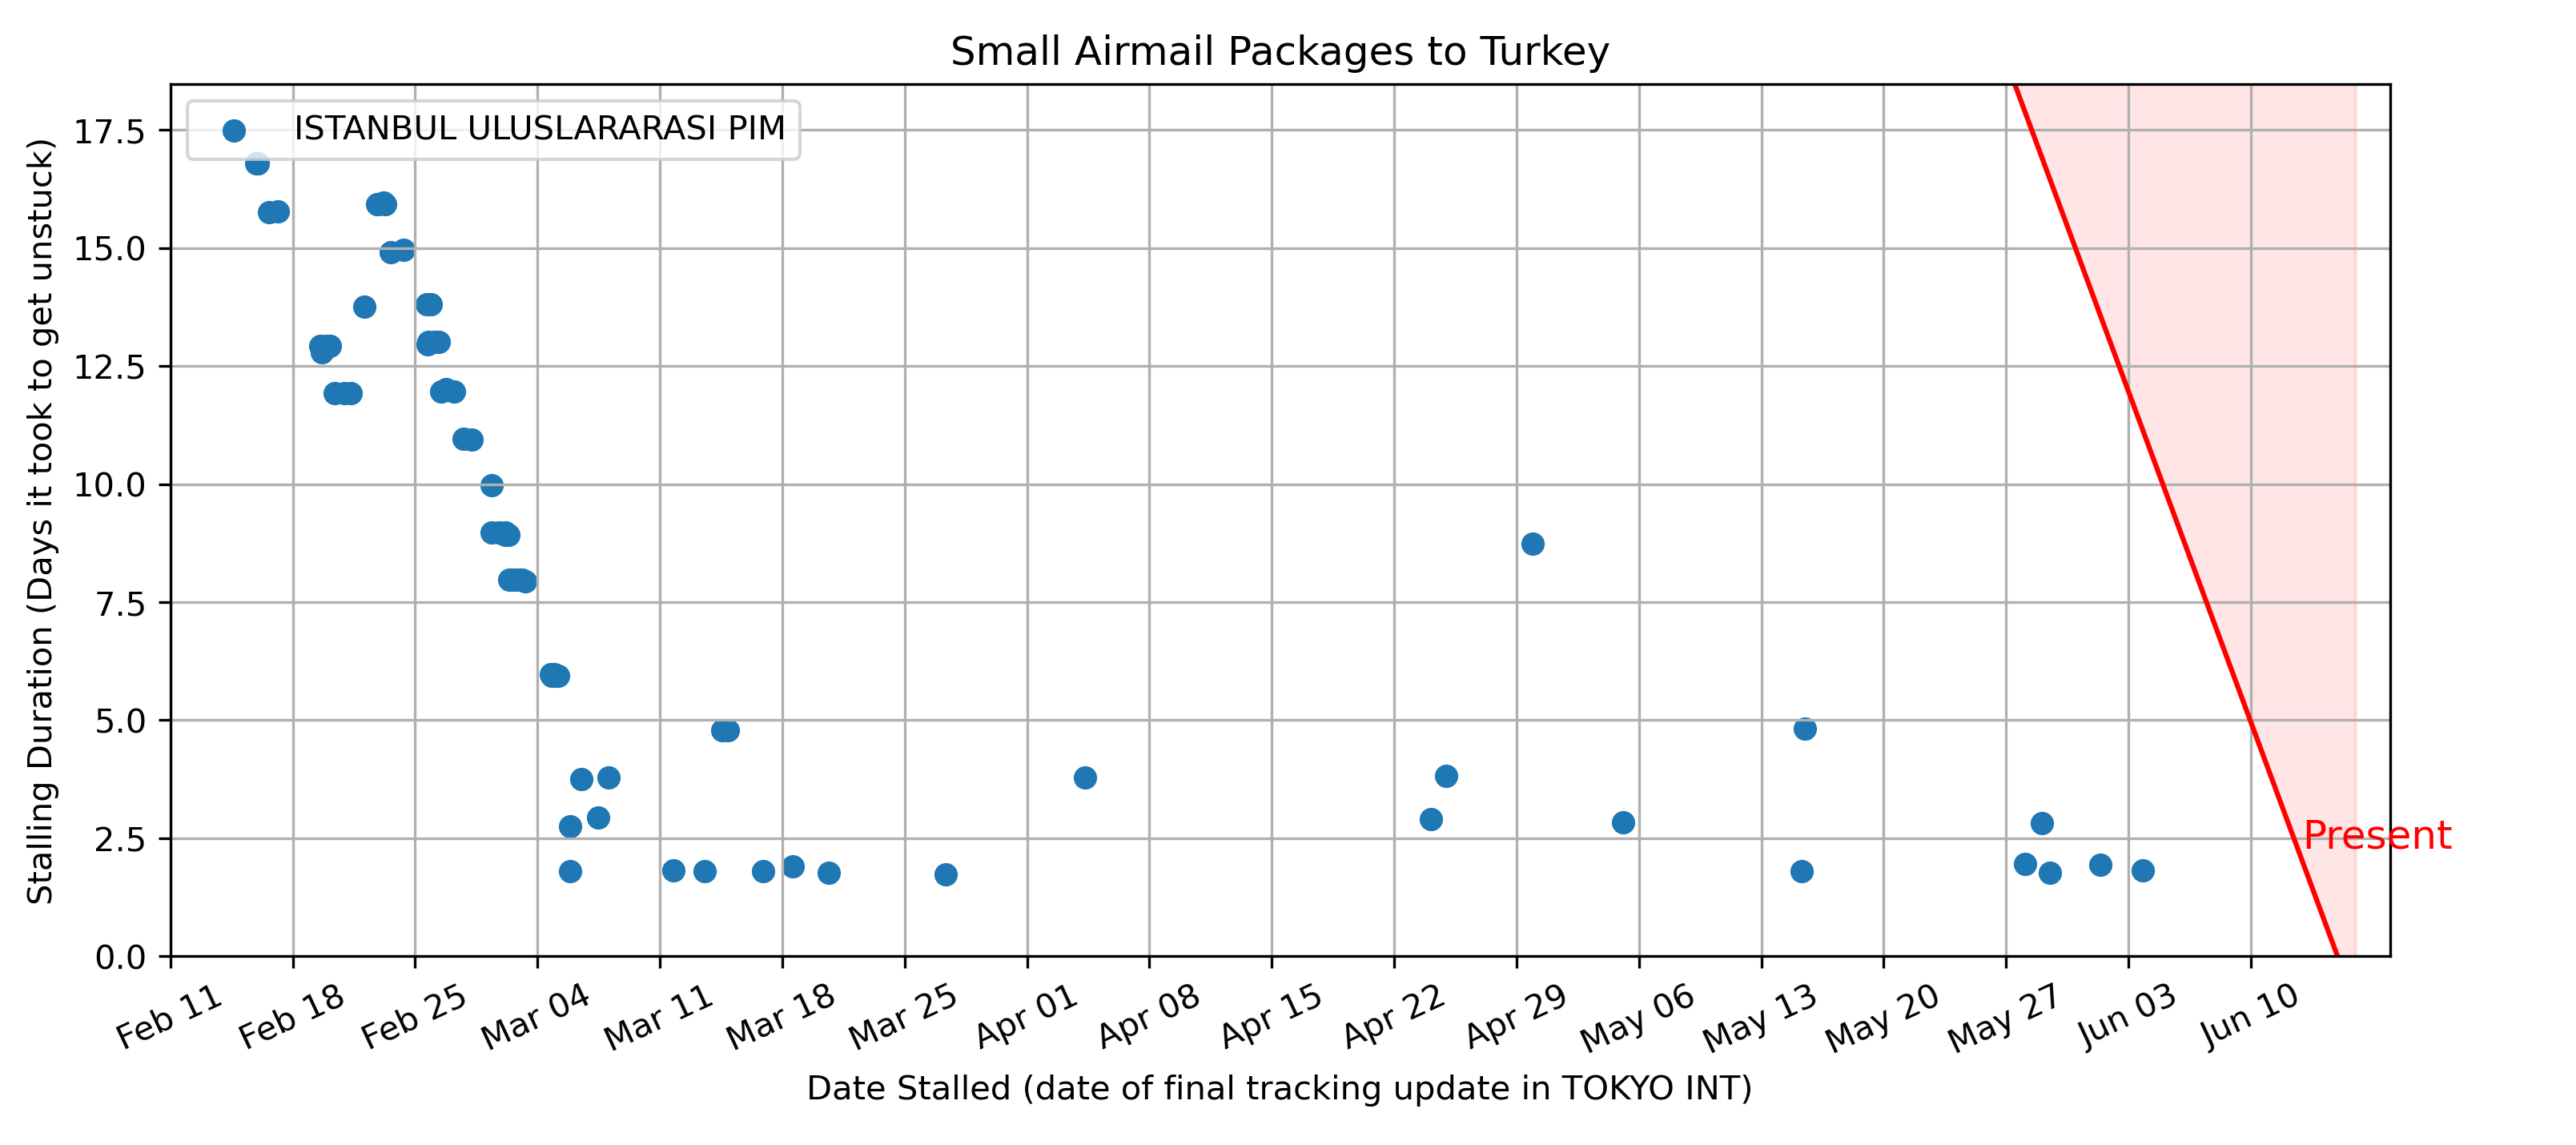 Small Airmail Packages to Turkey
ISTANBUL ULUSLARARASI PIM
Stalling Duration (Days it took to get unstuck)
17.5
15.0
12.5
10.0
7.5
5.0
2.5
0.0
Present
Feb 11
Feb 18
Feb 25
Mar 04
Mar 11
Mar 18
Mar 25
Apr 01
Apr 08
Apr 15
Apr 22
Apr 29
May 06
May 13
May 20
May 27
Jun 03
Jun 10
Date Stalled (date of final tracking update in TOKYO INT)